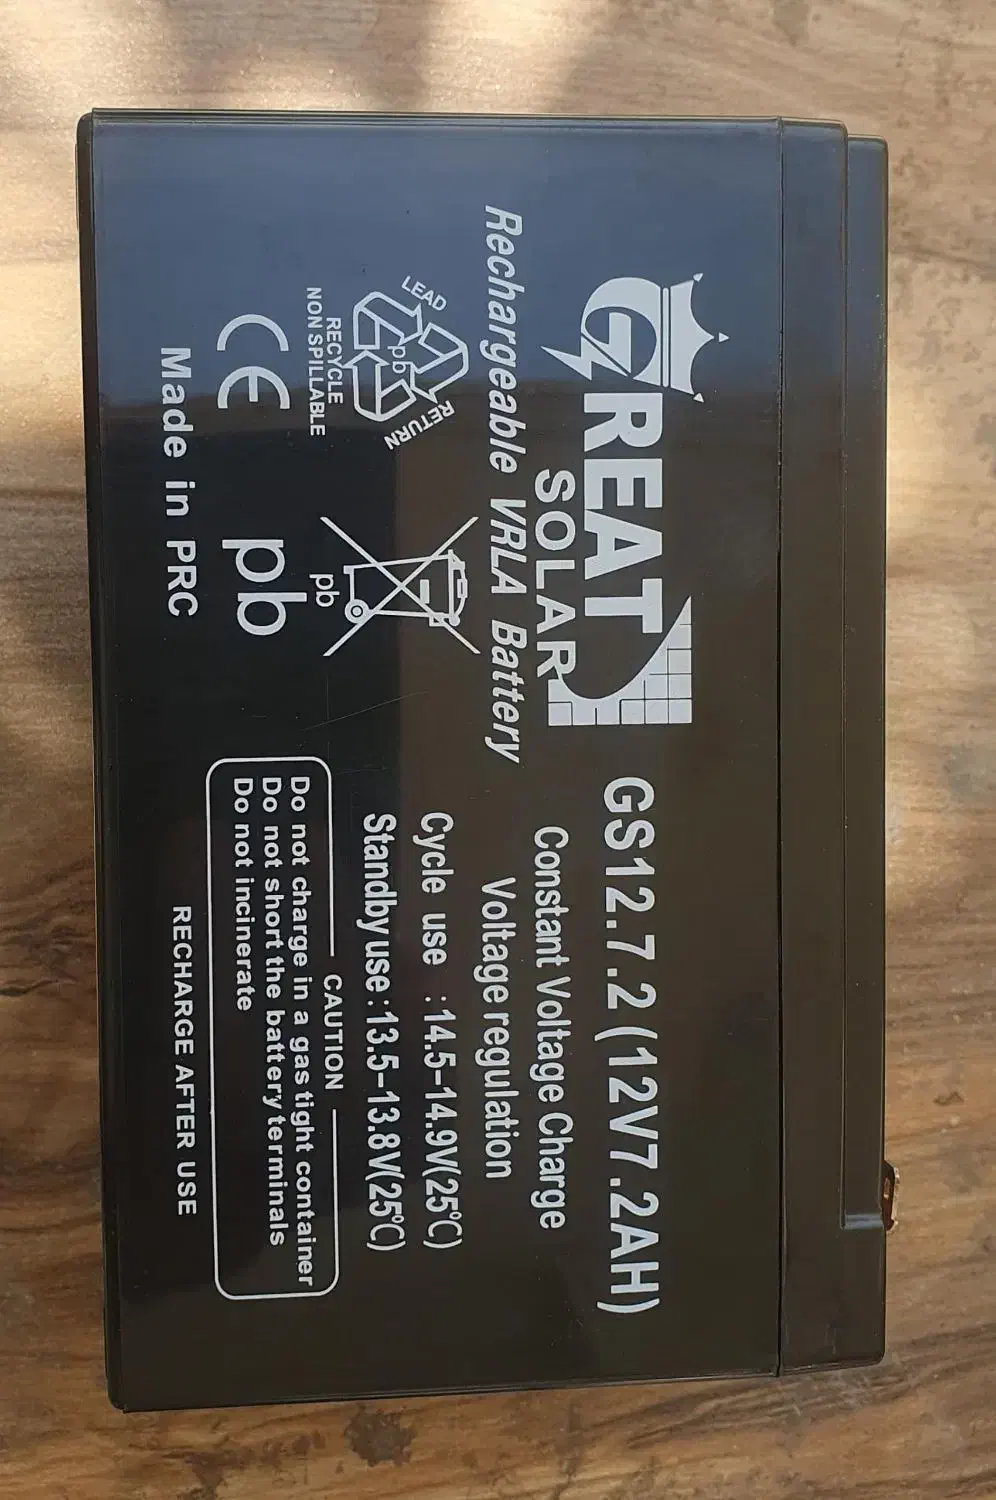 GREAT
SOLAR
Rechargeable VRLA Battery
LEAD
RETURN
pb
RECYCLE
NON SPILLABLE
pb
CE
pb
Made in PRC
GS12.7.2 (12V7.2AH)
Constant Voltage Charge
Voltage regulation
Cycle use : 14.5–14.9V(25℃)
Standby use : 13.5–13.8V(25℃)
CAUTION
Do not charge in a gas tight container
Do not short the battery terminals
Do not incinerate
RECHARGE AFTER USE